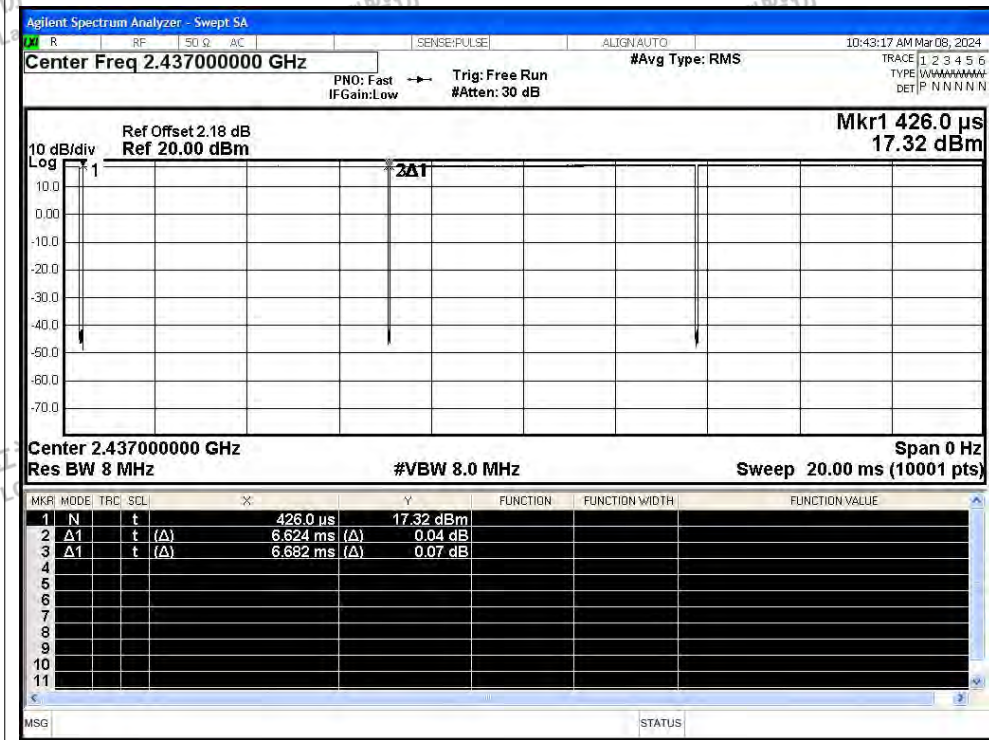 Agilent Spectrum Analyzer - Swept SA
R RF 50 Ω AC SENSE:PULSE ALIGN AUTO 10:43:17 AM Mar 08, 2024
Center Freq 2.437000000 GHz
#Avg Type: RMS
TRACE 1 2 3 4 5 6
PNO: Fast Trig: Free Run
TYPE
IFGain:Low #Atten: 30 dB
DET P N N N N N
Mkr1 426.0 µs
17.32 dBm
Ref Offset 2.18 dB
10 dB/div Ref 20.00 dBm
Log
1
2Δ1
10.0
0.00
-10.0
-20.0
-30.0
-40.0
-50.0
-60.0
-70.0
Center 2.437000000 GHz Span 0 Hz
Res BW 8 MHz #VBW 8.0 MHz Sweep 20.00 ms (10001 pts)
MKR MODE TRC SCL X Y FUNCTION FUNCTION WIDTH FUNCTION VALUE
1 N t 426.0 µs 17.32 dBm
2 Δ1 t (Δ) 6.624 ms (Δ) 0.04 dB
3 Δ1 t (Δ) 6.682 ms (Δ) 0.07 dB
4
5
6
7
8
9
10
11
MSG STATUS